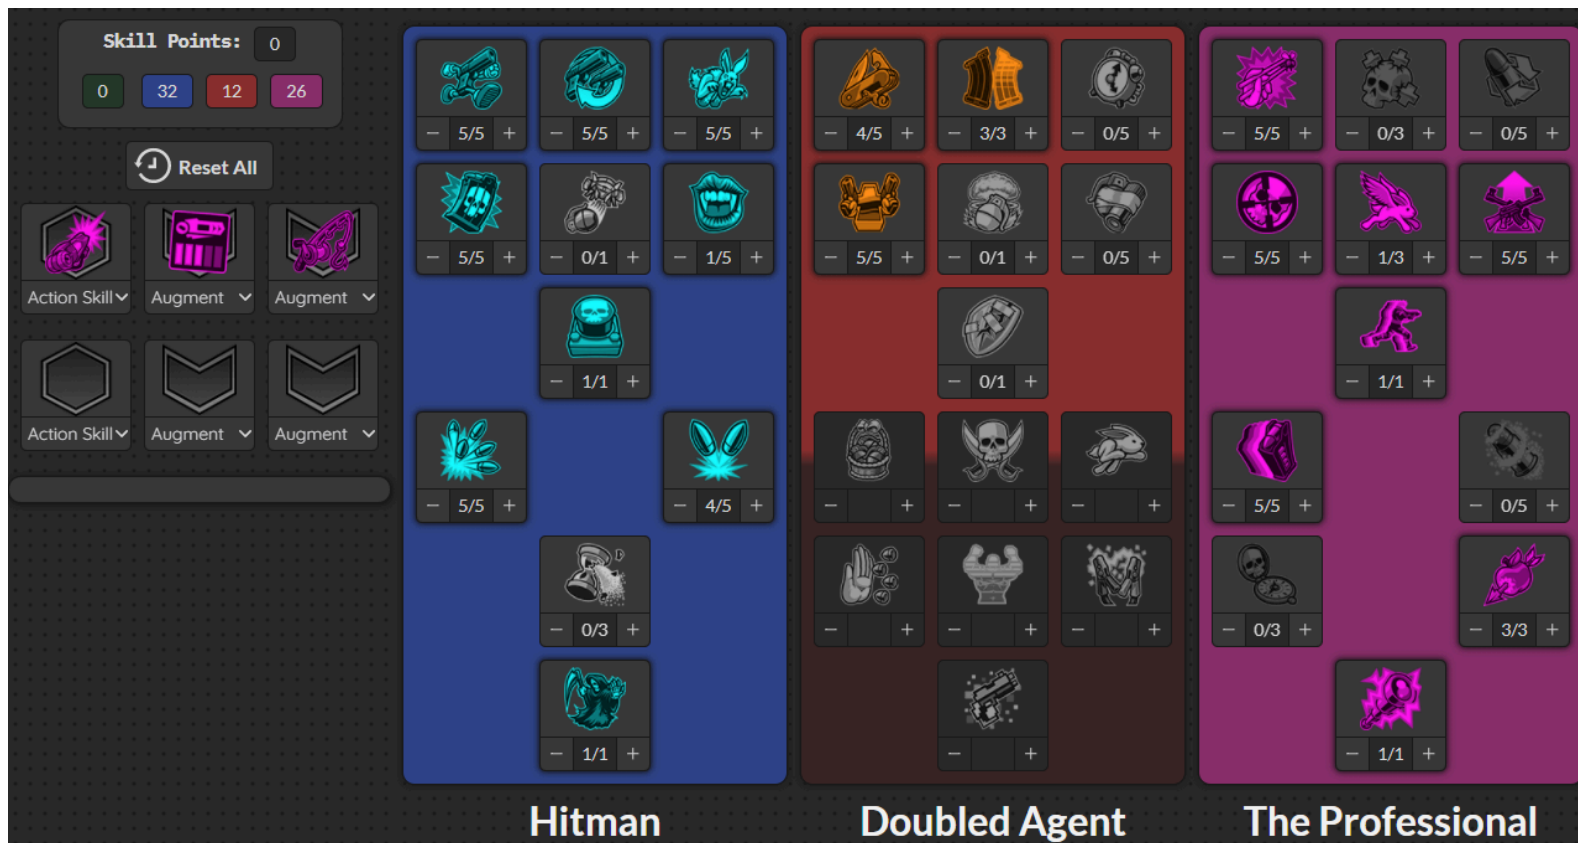 Skill Points: 0
0 32 12 26
Reset All
Action Skill Augment Augment
Action Skill Augment Augment
− 5/5 + − 5/5 + − 5/5 +
− 5/5 + − 0/1 + − 1/5 +
− 1/1 +
− 5/5 + − 4/5 +
− 0/3 +
− 1/1 +
Hitman
− 4/5 + − 3/3 + − 0/5 +
− 5/5 + − 0/1 + − 0/5 +
− 0/1 +
− + − + − +
− + − + − +
− +
Doubled Agent
− 5/5 + − 0/3 + − 0/5 +
− 5/5 + − 1/3 + − 5/5 +
− 1/1 +
− 5/5 + − 0/5 +
− 0/3 + − 3/3 +
− 1/1 +
The Professional